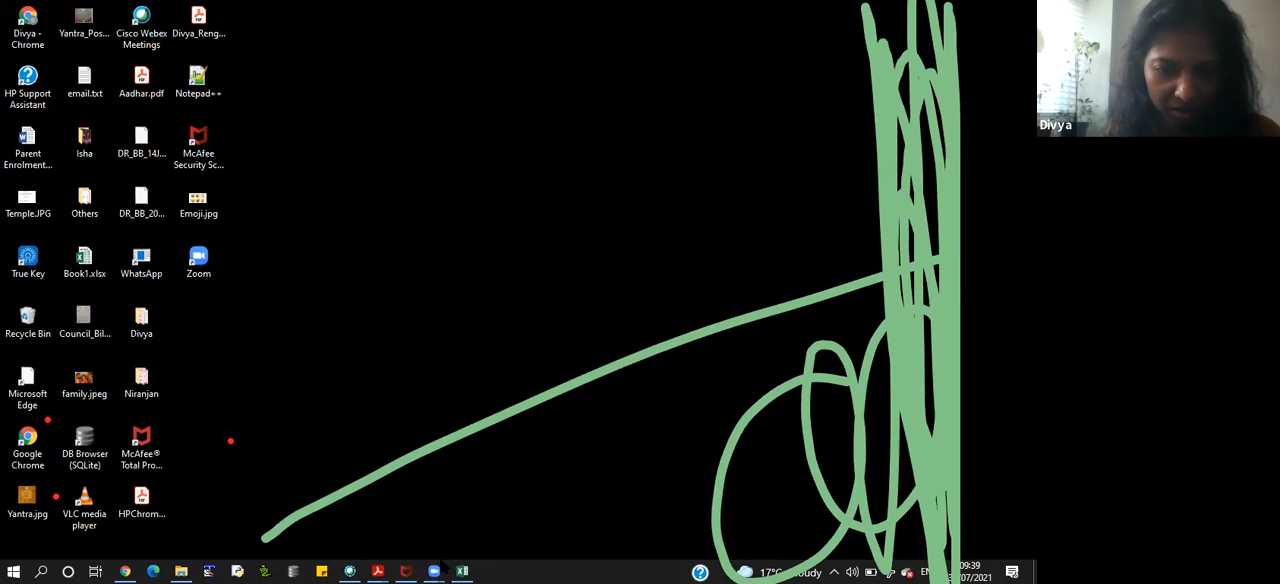 Divya -
Chrome
Yantra_Pos...
Cisco Webex
Meetings
Divya_Reng...
HP Support
Assistant
email.txt
Aadhar.pdf
Notepad++
Parent
Enrolment...
Isha
DR_BB_14J...
McAfee
Security Sc...
Temple.JPG
Others
DR_BB_20...
Emoji.jpg
True Key
Book1.xlsx
WhatsApp
Zoom
Recycle Bin
Council_Bil...
Divya
Microsoft
Edge
family.jpeg
Niranjan
Google
Chrome
DB Browser
(SQLite)
McAfee®
Total Pro...
Yantra.jpg
VLC media
player
HPChrom...
Divya
17°C
09:39
/07/2021